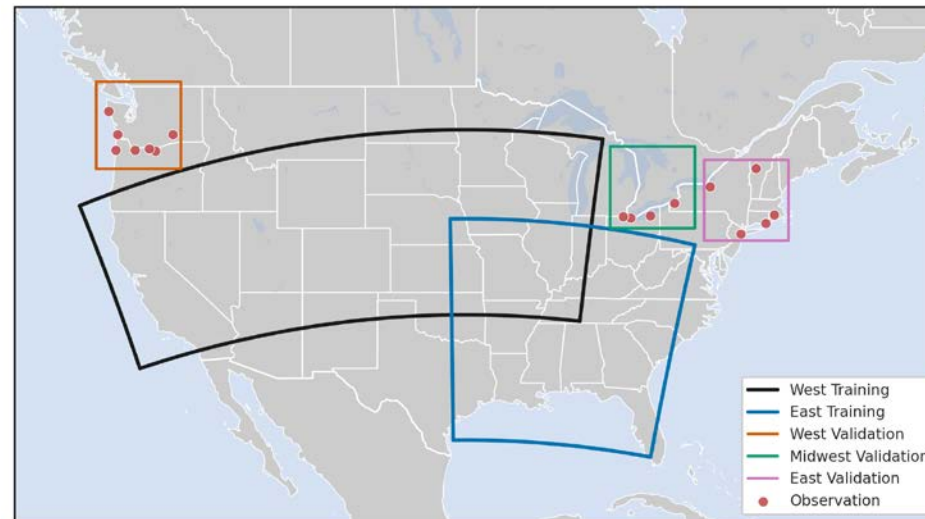 West Training
East Training
West Validation
Midwest Validation
East Validation
Observation